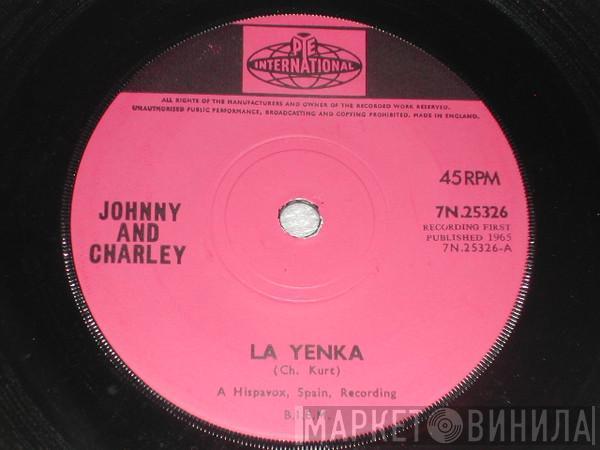 PYE
INTERNATIONAL
ALL RIGHTS OF THE MANUFACTURERS AND OWNER OF THE RECORDED WORK RESERVED.
UNAUTHORISED PUBLIC PERFORMANCE, BROADCASTING AND COPYING PROHIBITED. MADE IN ENGLAND.
45 RPM
JOHNNY
AND
CHARLEY
7N.25326
RECORDING FIRST
PUBLISHED 1965
7N.25326-A
LA YENKA
(Ch. Kurt)
A Hispavox, Spain, Recording
B.I.E.M.
МАРКЕТ ВИНИЛА